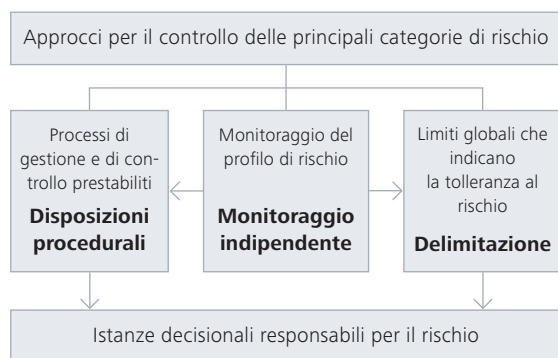 Approcci per il controllo delle principali categorie di rischio
Processi di
gestione e di con-
trollo prestabiliti
Disposizioni
procedurali
Monitoraggio del
profilo di rischio
Monitoraggio
indipendente
Limiti globali che
indicano
la tolleranza al
rischio
Delimitazione
Istanze decisionali responsabili per il rischio